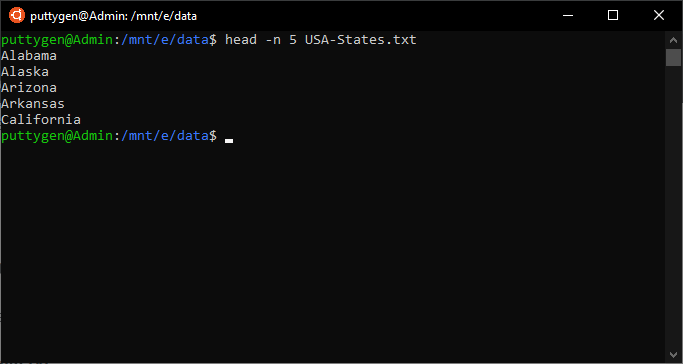 puttygen@Admin: /mnt/e/data
puttygen@Admin:/mnt/e/data$ head -n 5 USA-States.txt
Alabama
Alaska
Arizona
Arkansas
California
puttygen@Admin:/mnt/e/data$